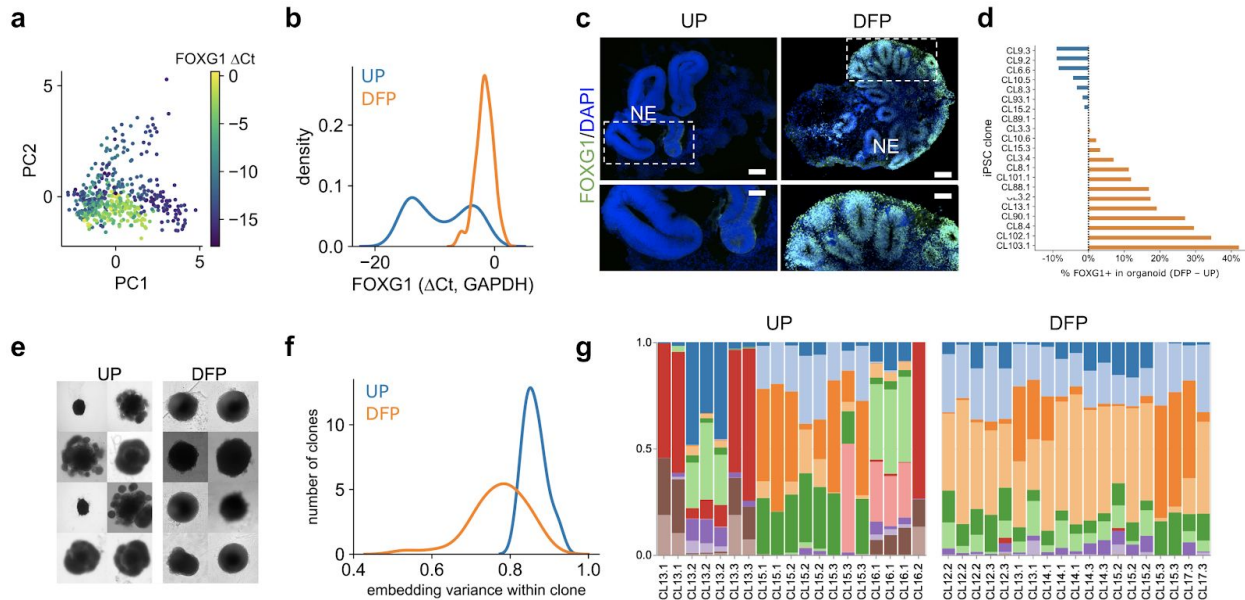 a
FOXG1 ΔCt
0
−5
−10
−15
PC2
5
0
0
5
PC1
b
UP
DFP
density
0.2
0.1
0.0
−20
0
FOXG1 (ΔCt, GAPDH)
c
UP
DFP
FOXG1/DAPI
NE
NE
d
iPSC clone
CL9.3
CL9.2
CL6.6
CL10.5
CL8.3
CL93.1
CL15.2
CL89.1
CL3.3
CL10.6
CL15.3
CL3.4
CL8.1
CL101.1
CL88.1
CL13.1
CL90.1
CL8.4
CL102.1
CL103.1
-10%
0%
10%
20%
30%
40%
% FOXG1+ in organoid (DFP − UP)
e
UP
DFP
f
UP
DFP
number of clones
10
5
0
0.4
0.6
0.8
1.0
embedding variance within clone
g
UP
DFP
1.0
0.5
0.0
CL13.1
CL13.1
CL13.2
CL13.2
CL13.2
CL13.3
CL13.3
CL15.1
CL15.1
CL15.2
CL15.2
CL15.2
CL15.3
CL15.3
CL15.3
CL16.1
CL16.1
CL16.1
CL16.2
CL12.2
CL12.2
CL12.2
CL12.3
CL12.3
CL13.1
CL13.1
CL14.1
CL14.1
CL14.1
CL14.3
CL14.3
CL15.2
CL15.2
CL15.2
CL15.3
CL15.3
CL17.3
CL17.3